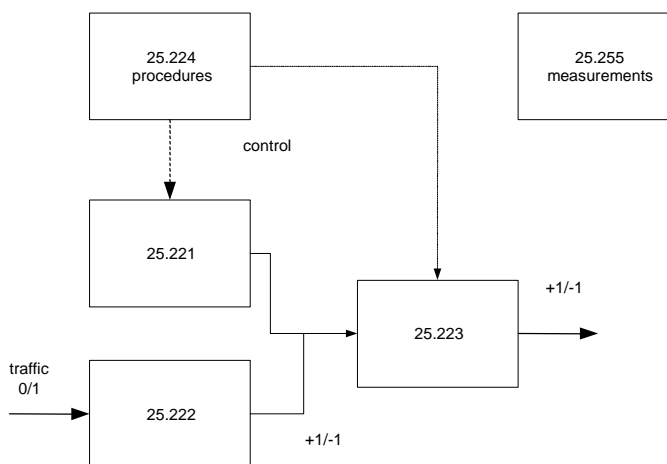 25.224
procedures
25.255
measurements
control
25.221
+1/-1
25.223
traffic
0/1
25.222
+1/-1